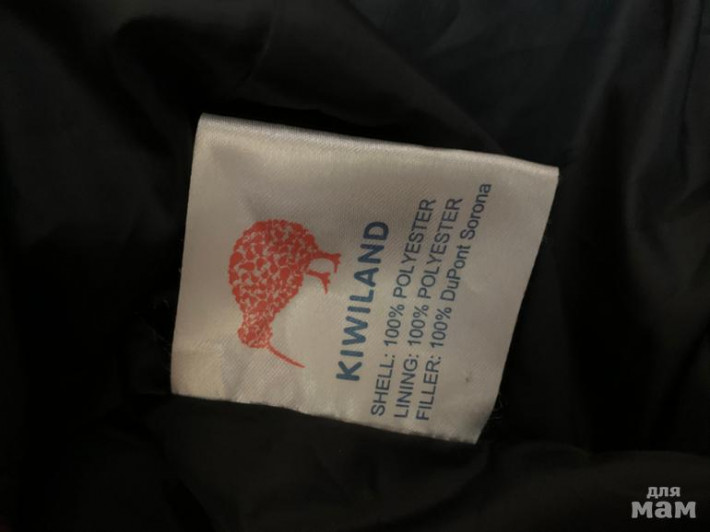 KIWILAND
SHELL: 100% POLYESTER
LINING: 100% POLYESTER
FILLER: 100% DuPont Sorona
для
мам